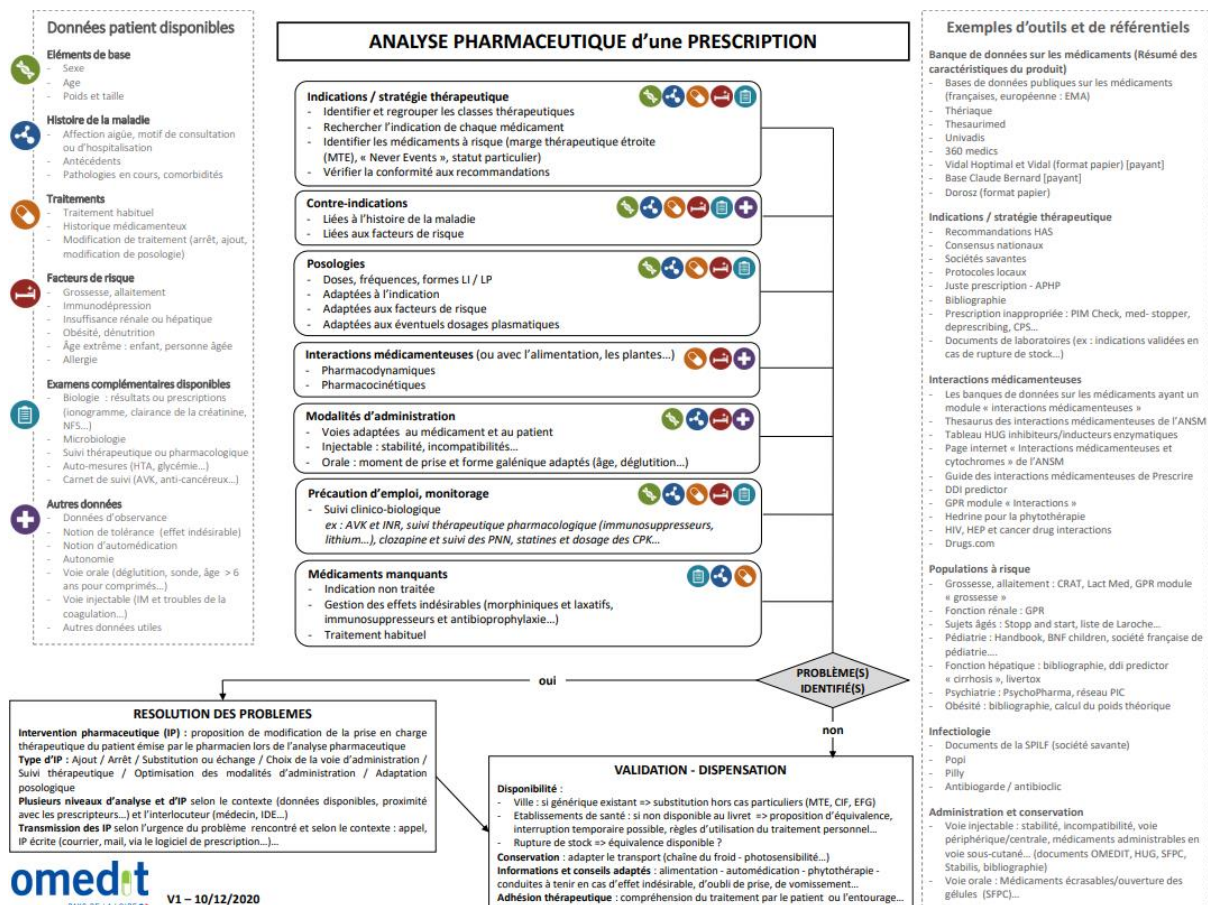 Données patient disponibles
Eléments de base
- Sexe
- Age
- Poids et taille
Histoire de la maladie
- Affection aigüe, motif de consultation
ou d'hospitalisation
- Antécédents
- Pathologies en cours, comorbidités
Traitements
- Traitement habituel
- Historique médicamenteux
- Modification de traitement (arrêt, ajout,
modification de posologie)
Facteurs de risque
- Grossesse, allaitement
- Immunodépression
- Insuffisance rénale ou hépatique
- Obésité, dénutrition
- Âge extrême : enfant, personne âgée
- Allergie
Examens complémentaires disponibles
- Biologie : résultats ou prescriptions
(ionogramme, clairance de la créatinine,
NFS...)
- Microbiologie
- Suivi thérapeutique ou pharmacologique
- Auto-mesures (HTA, glycémie...)
- Carnet de suivi (AVK, anti-cancéreux...)
Autres données
- Données d'observance
- Notion de tolérance (effet indésirable)
- Notion d'automédication
- Autonomie
- Voie orale (déglutition, sonde, âge > 6
ans pour comprimés...)
- Voie injectable (IM et troubles de la
coagulation...)
- Autres données utiles
ANALYSE PHARMACEUTIQUE d'une PRESCRIPTION
Indications / stratégie thérapeutique
- Identifier et regrouper les classes thérapeutiques
- Rechercher l'indication de chaque médicament
- Identifier les médicaments à risque (marge thérapeutique étroite
(MTE), « Never Events », statut particulier)
- Vérifier la conformité aux recommandations
Contre-indications
- Liées à l'histoire de la maladie
- Liées aux facteurs de risque
Posologies
- Doses, fréquences, formes LI / LP
- Adaptées à l'indication
- Adaptées aux facteurs de risque
- Adaptées aux éventuels dosages plasmatiques
Interactions médicamenteuses (ou avec l'alimentation, les plantes...)
- Pharmacodynamiques
- Pharmacocinétiques
Modalités d'administration
- Voies adaptées au médicament et au patient
- Injectable : stabilité, incompatibilités...
- Orale : moment de prise et forme galénique adaptés (âge, déglutition...)
Précaution d'emploi, monitorage
- Suivi clinico-biologique
ex : AVK et INR, suivi thérapeutique pharmacologique (immunosuppresseurs,
lithium...), clozapine et suivi des PNN, statines et dosage des CPK...
Médicaments manquants
- Indication non traitée
- Gestion des effets indésirables (morphiniques et laxatifs,
immunosuppresseurs et antibioprophylaxie...)
- Traitement habituel
PROBLÈME(S)
IDENTIFIÉ(S)
oui
non
RESOLUTION DES PROBLEMES
Intervention pharmaceutique (IP) : proposition de modification de la prise en charge
thérapeutique du patient émise par le pharmacien lors de l'analyse pharmaceutique
Type d'IP : Ajout / Arrêt / Substitution ou échange / Choix de la voie d'administration /
Suivi thérapeutique / Optimisation des modalités d'administration / Adaptation
posologique
Plusieurs niveaux d'analyse et d'IP selon le contexte (données disponibles, proximité
avec les prescripteurs...) et l'interlocuteur (médecin, IDE...)
Transmission des IP selon l'urgence du problème rencontré et selon le contexte : appel,
IP écrite (courrier, mail, via le logiciel de prescription...)...
VALIDATION - DISPENSATION
Disponibilité :
- Ville : si générique existant => substitution hors cas particuliers (MTE, CIF, EFG)
- Etablissements de santé : si non disponible au livret => proposition d'équivalence,
interruption temporaire possible, règles d'utilisation du traitement personnel...
- Rupture de stock => équivalence disponible ?
Conservation : adapter le transport (chaîne du froid - photosensibilité...)
Informations et conseils adaptés : alimentation - automédication - phytothérapie -
conduites à tenir en cas d'effet indésirable, d'oubli de prise, de vomissement...
Adhésion thérapeutique : compréhension du traitement par le patient ou l'entourage...
omedit
V1 – 10/12/2020
Exemples d'outils et de référentiels
Banque de données sur les médicaments (Résumé des
caractéristiques du produit)
- Bases de données publiques sur les médicaments
(françaises, européenne : EMA)
- Thériaque
- Thesaurimed
- Univadis
- 360 medics
- Vidal Hoptimal et Vidal (format papier) [payant]
- Base Claude Bernard [payant]
- Dorosz (format papier)
Indications / stratégie thérapeutique
- Recommandations HAS
- Consensus nationaux
- Sociétés savantes
- Protocoles locaux
- Juste prescription - APHP
- Bibliographie
- Prescription inappropriée : PIM Check, med- stopper,
deprescribing, CPS...
- Documents de laboratoires (ex : indications validées en
cas de rupture de stock...)
Interactions médicamenteuses
- Les banques de données sur les médicaments ayant un
module « interactions médicamenteuses »
- Thesaurus des interactions médicamenteuses de l'ANSM
- Tableau HUG inhibiteurs/inducteurs enzymatiques
- Page internet « Interactions médicamenteuses et
cytochromes » de l'ANSM
- Guide des interactions médicamenteuses de Prescrire
- DDI predictor
- GPR module « Interactions »
- Hedrine pour la phytothérapie
- HIV, HEP et cancer drug interactions
- Drugs.com
Populations à risque
- Grossesse, allaitement : CRAT, Lact Med, GPR module
« grossesse »
- Fonction rénale : GPR
- Sujets âgés : Stopp and start, liste de Laroche...
- Pédiatrie : Handbook, BNF children, société française de
pédiatrie....
- Fonction hépatique : bibliographie, ddi predictor
« cirrhosis », livertox
- Psychiatrie : PsychoPharma, réseau PIC
- Obésité : bibliographie, calcul du poids théorique
Infectiologie
- Documents de la SPILF (société savante)
- Popi
- Pilly
- Antibiogarde / antibioclic
Administration et conservation
- Voie injectable : stabilité, incompatibilité, voie
périphérique/centrale, médicaments administrables en
voie sous-cutané... (documents OMEDIT, HUG, SFPC,
Stabilis, bibliographie)
- Voie orale : Médicaments écrasables/ouverture des
gélules (SFPC)...